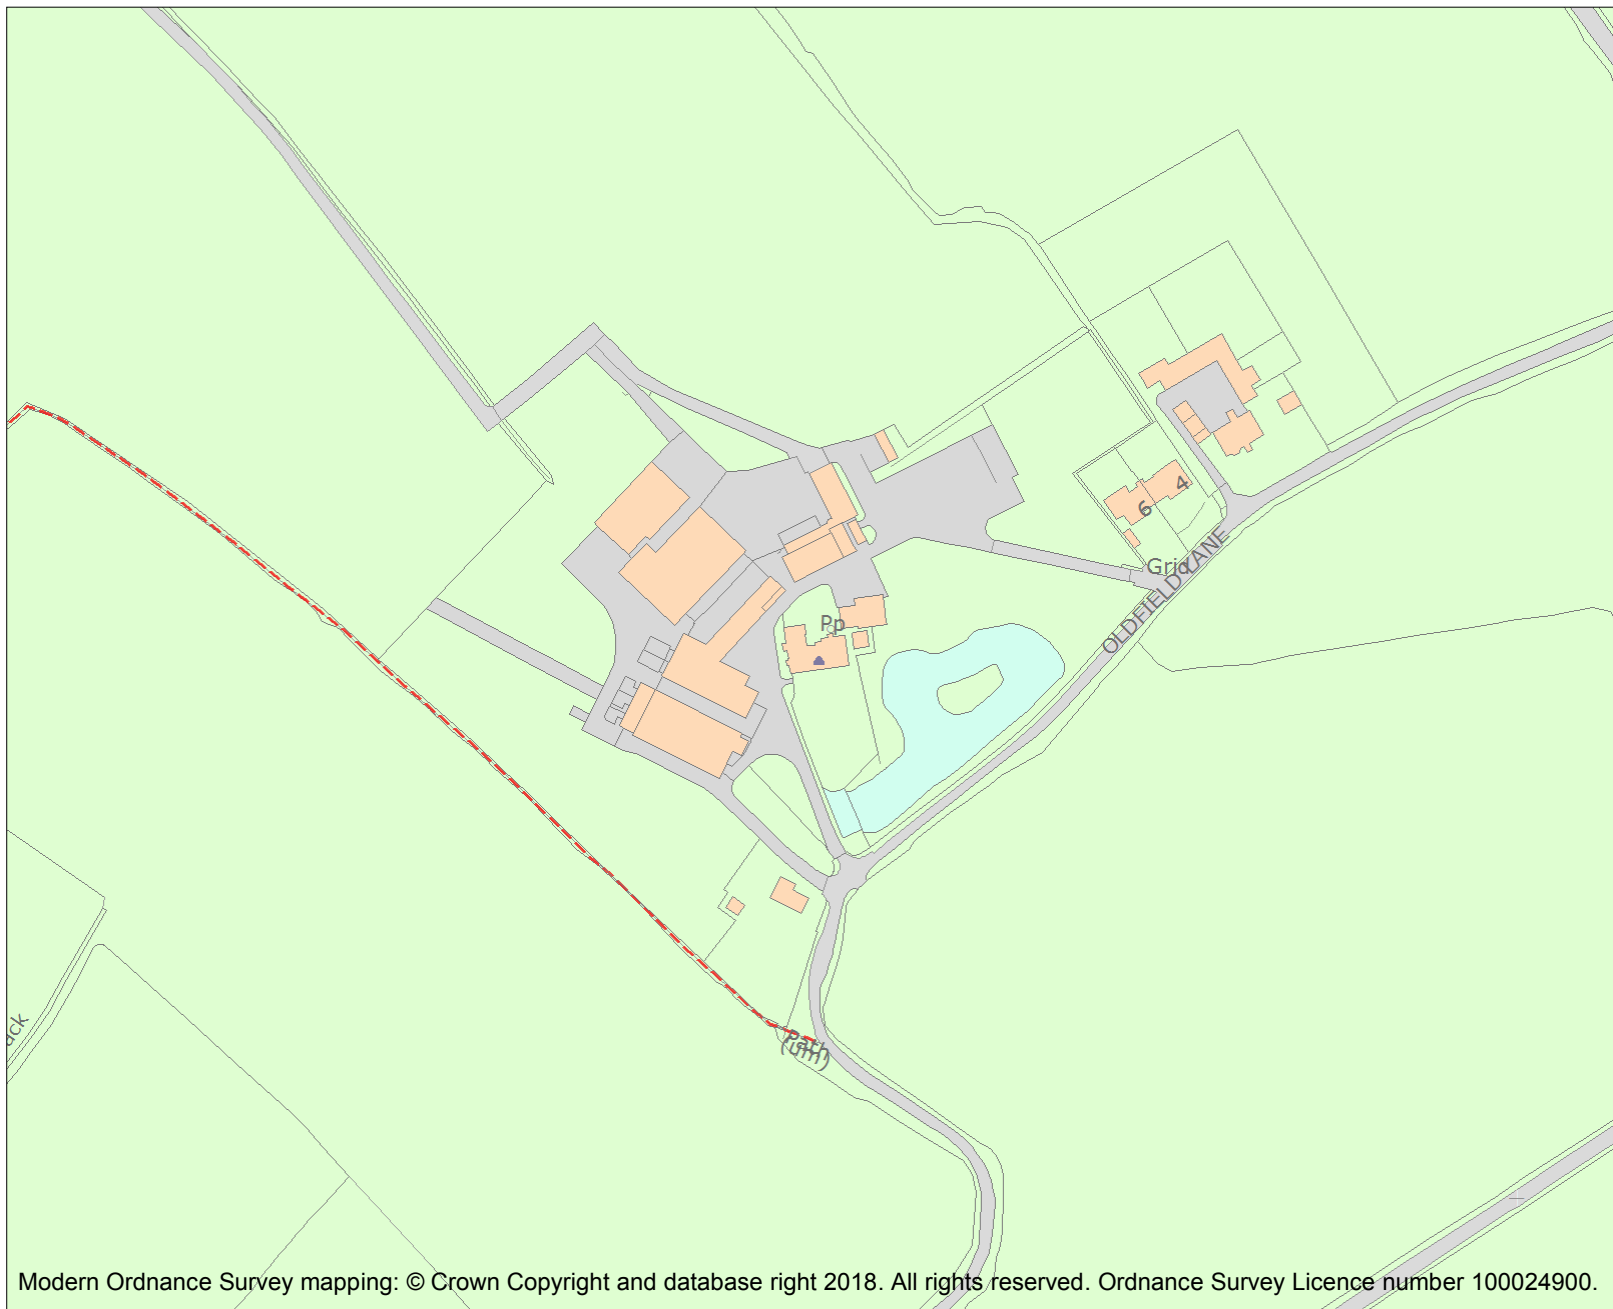 4
6
Grid
OLDFIELD LANE
Pp
Path
(um)
Modern Ordnance Survey mapping: © Crown Copyright and database right 2018. All rights reserved. Ordnance Survey Licence number 100024900.